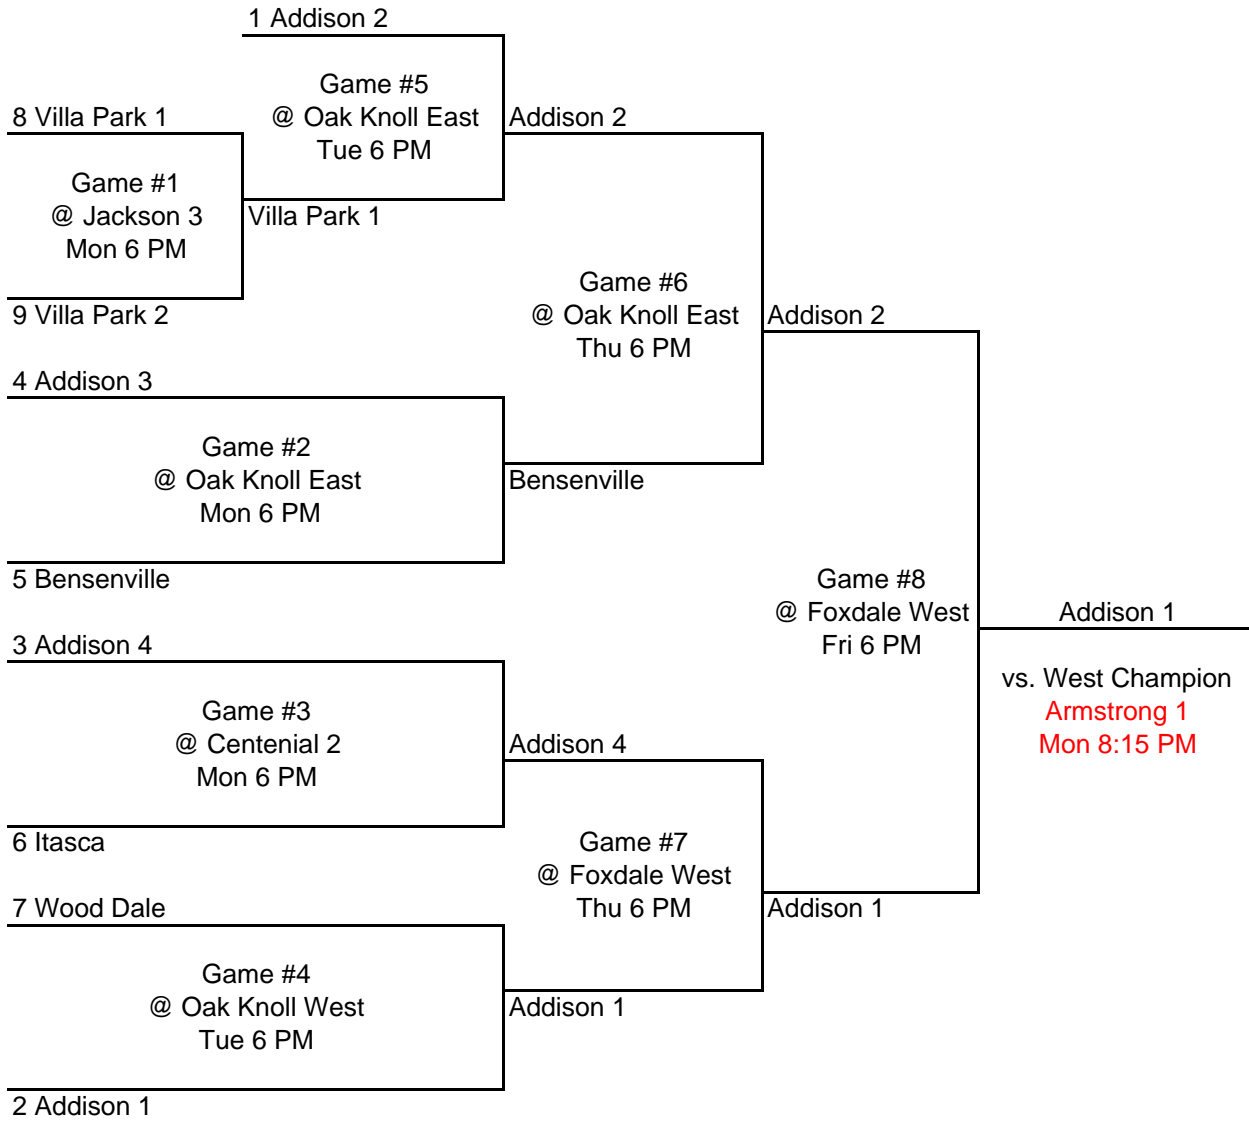 1 Addison 2
Game #5
@ Oak Knoll East
Tue 6 PM
8 Villa Park 1
Addison 2
Game #1
@ Jackson 3
Mon 6 PM
Villa Park 1
9 Villa Park 2
Game #6
@ Oak Knoll East
Thu 6 PM
Addison 2
4 Addison 3
Game #2
@ Oak Knoll East
Mon 6 PM
Bensenville
5 Bensenville
Game #8
@ Foxdale West
Fri 6 PM
Addison 1
vs. West Champion
Armstrong 1
Mon 8:15 PM
3 Addison 4
Game #3
@ Centenial 2
Mon 6 PM
Addison 4
6 Itasca
Game #7
@ Foxdale West
Thu 6 PM
Addison 1
7 Wood Dale
Game #4
@ Oak Knoll West
Tue 6 PM
Addison 1
2 Addison 1